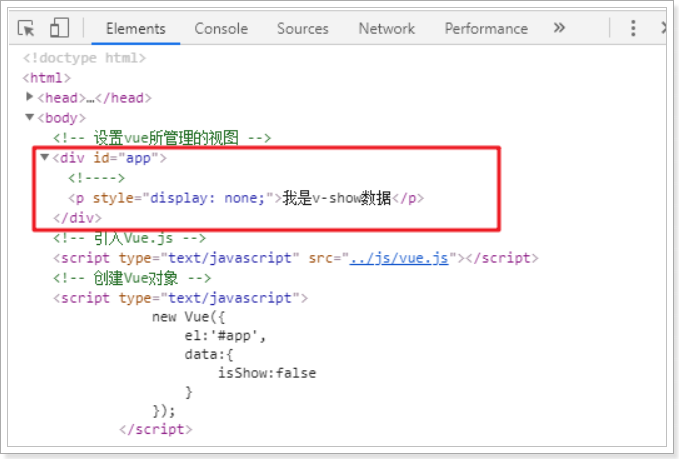 Elements Console Sources Network Performance »
<!doctype html>
<html>
<head>…</head>
<body>
<!-- 设置vue所管理的视图 -->
<div id="app">
<!---->
<p style="display: none;">我是v-show数据</p>
</div>
<!-- 引入Vue.js -->
<script type="text/javascript" src="../js/vue.js"></script>
<!-- 创建Vue对象 -->
<script type="text/javascript">
new Vue({
el:'#app',
data:{
isShow:false
}
});
</script>